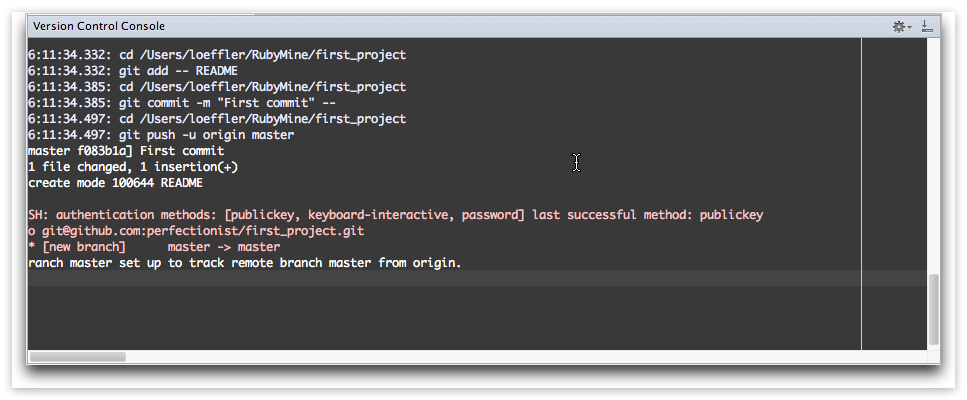 Version Control Console
6:11:34.332: cd /Users/loeffler/RubyMine/first_project
6:11:34.332: git add -- README
6:11:34.385: cd /Users/loeffler/RubyMine/first_project
6:11:34.385: git commit -m "First commit" --
6:11:34.497: cd /Users/loeffler/RubyMine/first_project
6:11:34.497: git push -u origin master
master f083b1a] First commit
1 file changed, 1 insertion(+)
create mode 100644 README
SH: authentication methods: [publickey, keyboard-interactive, password] last successful method: publickey
o git@github.com:perfectionist/first_project.git
* [new branch]      master -> master
ranch master set up to track remote branch master from origin.